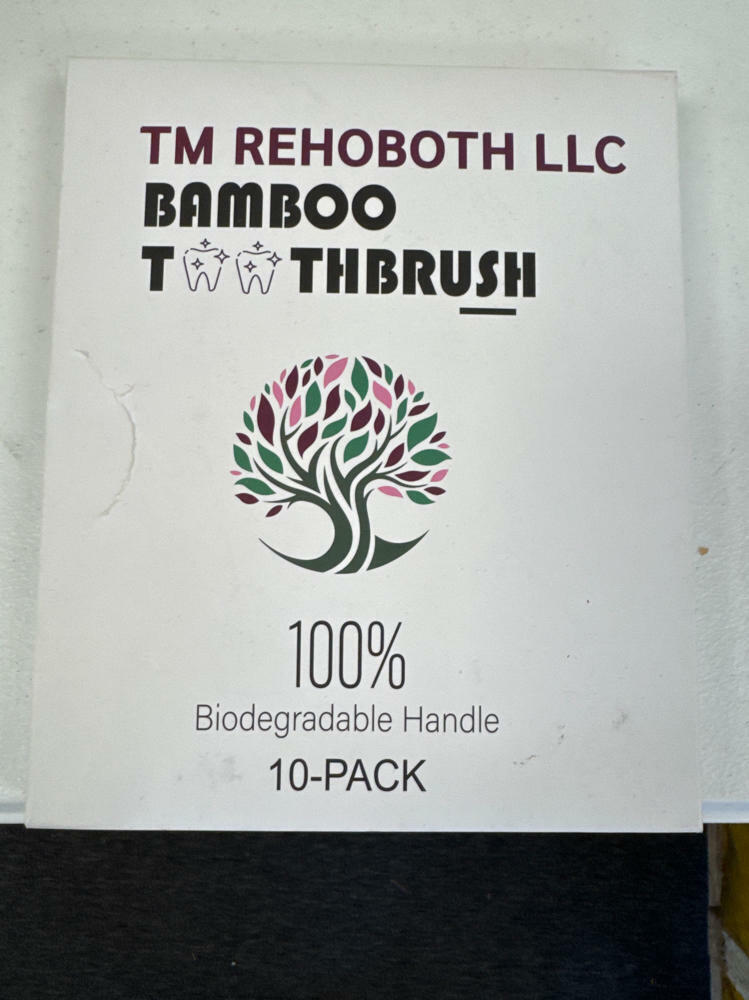 TM REHOBOTH LLC
BAMBOO
TOOTHBRUSH
100%
Biodegradable Handle
10-PACK